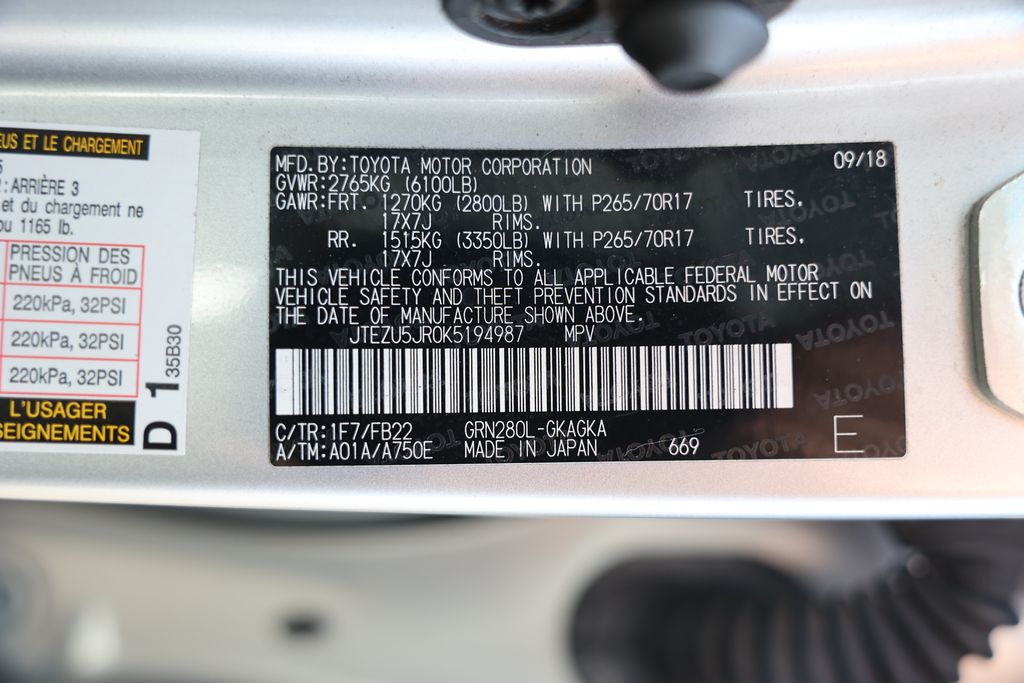 EUS ET LE CHARGEMENT
5
: ARRIÈRE 3
et du chargement ne
ou 1165 lb.
PRESSION DES
PNEUS À FROID
220kPa, 32PSI
220kPa, 32PSI
220kPa, 32PSI
L'USAGER
SEIGNEMENTS
D 1 35B30
MFD.BY:TOYOTA MOTOR CORPORATION 09/18
GVWR:2765KG (6100LB)
GAWR:FRT. 1270KG (2800LB) WITH P265/70R17 TIRES,
17X7J RIMS.
RR. 1515KG (3350LB) WITH P265/70R17 TIRES,
17X7J RIMS.
THIS VEHICLE CONFORMS TO ALL APPLICABLE FEDERAL MOTOR
VEHICLE SAFETY AND THEFT PREVENTION STANDARDS IN EFFECT ON
THE DATE OF MANUFACTURE SHOWN ABOVE.
JTEZU5JR0K5194987 MPV
C/TR:1F7/FB22 GRN280L-GKAGKA
A/TM:A01A/A750E MADE IN JAPAN 669
E